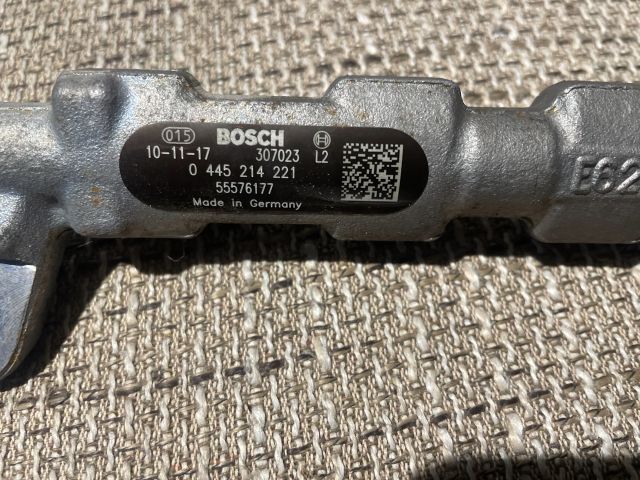 015 BOSCH
10-11-17 307023 L2
0 445 214 221
55576177
Made in Germany
E62